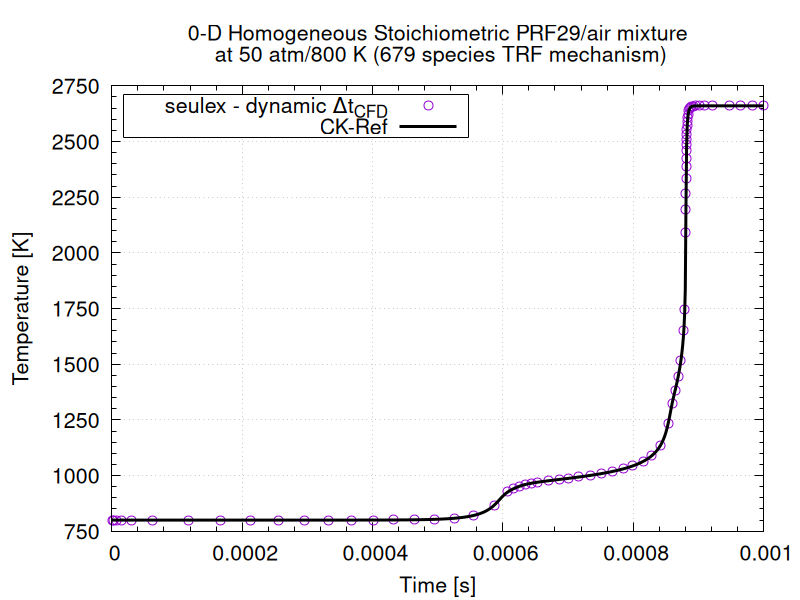 0-D Homogeneous Stoichiometric PRF29/air mixture
at 50 atm/800 K (679 species TRF mechanism)
seulex - dynamic Δt_CFD
CK-Ref
2750
2500
2250
2000
1750
1500
1250
1000
750
Temperature [K]
0 0.0002 0.0004 0.0006 0.0008 0.001
Time [s]